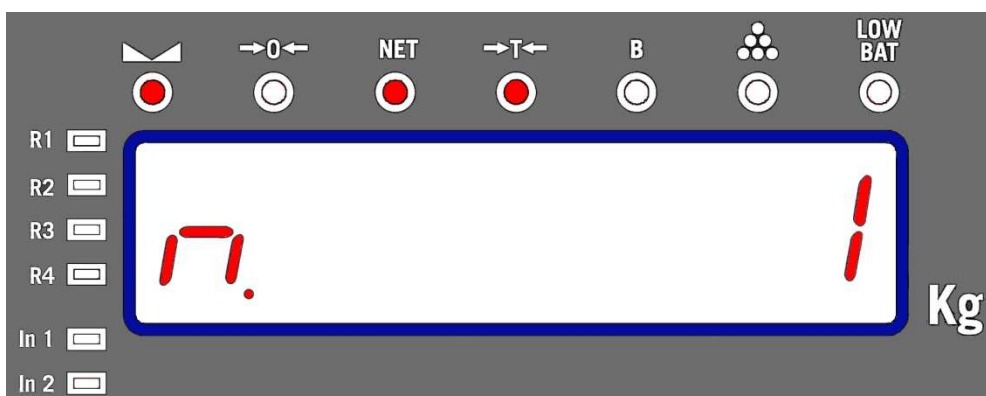 →0← NET →T← B LOW BAT
R1
R2
R3
R4
n. 1
Kg
In 1
In 2